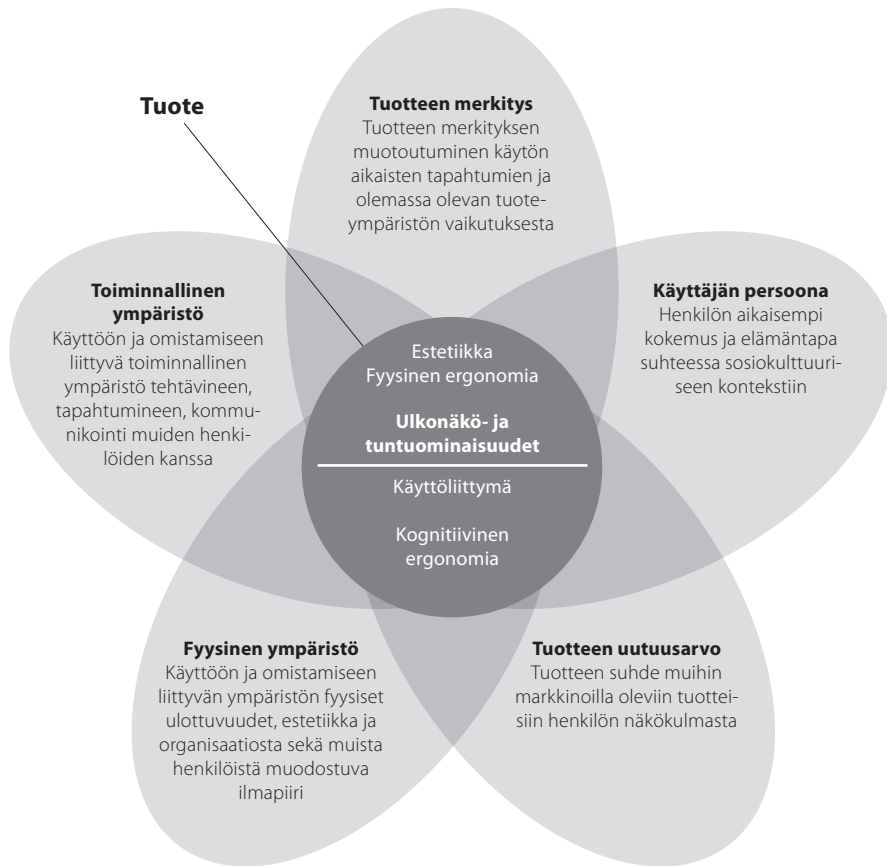 Tuote
Tuotteen merkitys
Tuotteen merkityksen
muotoutuminen käytön
aikaisten tapahtumien ja
olemassa olevan tuote-
ympäristön vaikutuksesta
Toiminnallinen
ympäristö
Käyttöön ja omistamiseen
liittyvä toiminnallinen
ympäristö tehtävineen,
tapahtumineen, kommu-
nikointi muiden henki-
löiden kanssa
Käyttäjän persoona
Henkilön aikaisempi
kokemus ja elämäntapa
suhteessa sosiokulttuuri-
seen kontekstiin
Estetiikka
Fyysinen ergonomia
Ulkonäkö- ja
tuntuominaisuudet
Käyttöliittymä
Kognitiivinen
ergonomia
Fyysinen ympäristö
Käyttöön ja omistamiseen
liittyvän ympäristön fyysiset
ulottuvuudet, estetiikka ja
organisaatiosta sekä muista
henkilöistä muodostuva
ilmapiiri
Tuotteen uutuusarvo
Tuotteen suhde muihin
markkinoilla oleviin tuottei-
siin henkilön näkökulmasta